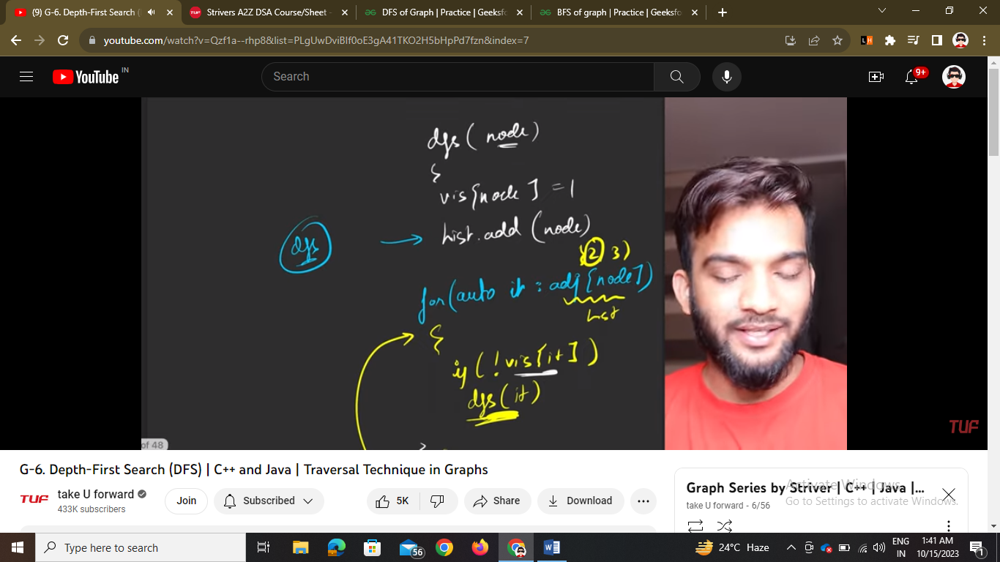 (9) G-6. Depth-First Search (
TUF Strivers A2Z DSA Course/Sheet -
DFS of Graph | Practice | Geeksfo
BFS of graph | Practice | Geeksfo
youtube.com/watch?v=Qzf1a--rhp8&list=PLgUwDviBIf0oE3gA41TKO2H5bHpPd7fzn&index=7
YouTube IN
Search
9+
dfs ( node )
{
vis[node ] = 1
list.add (node)
dfs
{2 3}
for(auto it : adj [node])
list
{
if ( ! vis[it] )
dfs ( it )
}
TUF
of 48
G-6. Depth-First Search (DFS) | C++ and Java | Traversal Technique in Graphs
TUF take U forward
433K subscribers
Join
Subscribed
5K
Share
Download
Graph Series by Striver | C++ | Java |...
take U forward - 6/56
Activate Windows
Go to Settings to activate Windows.
Type here to search
56
24°C Haze
ENG
IN
1:41 AM
10/15/2023
1